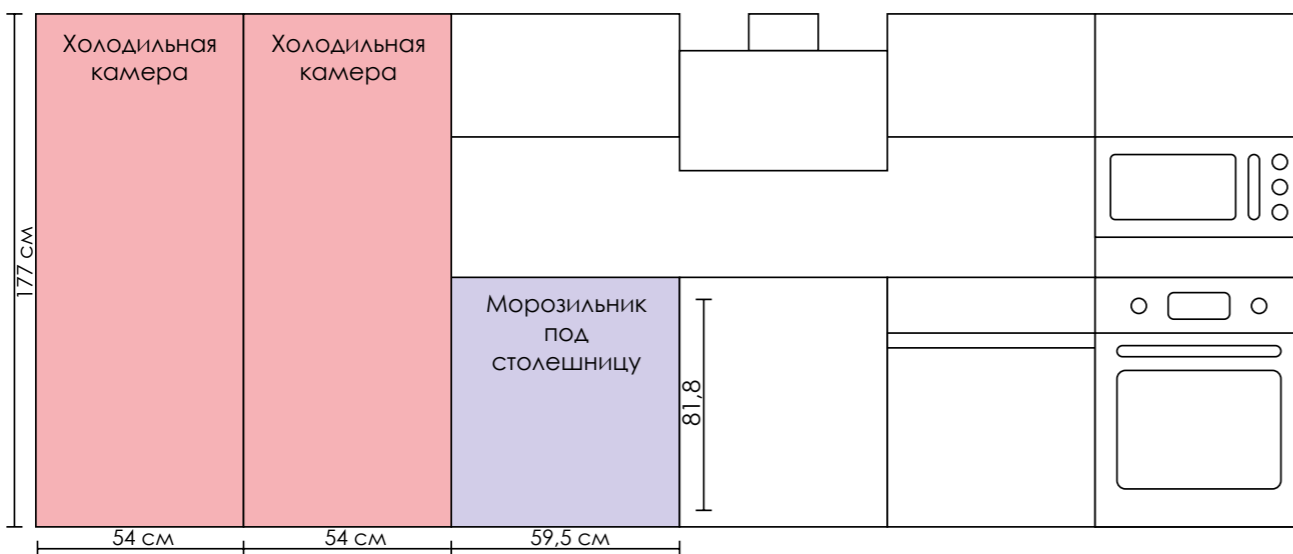 Холодильная
камера
Холодильная
камера
177 см
Морозильник
под
столешницу
81,8
54 см
54 см
59,5 см